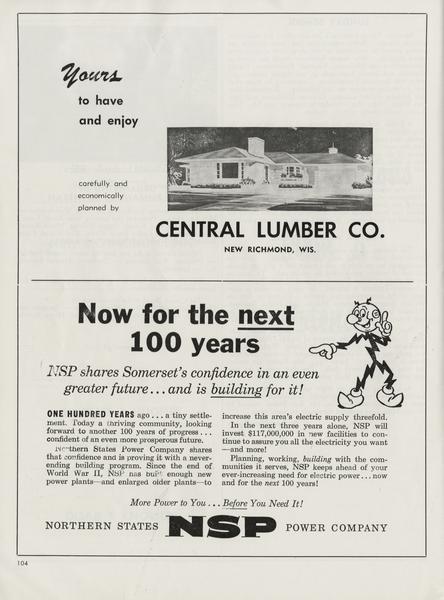 Yours
to have
and enjoy
carefully and
economically
planned by
CENTRAL LUMBER CO.
NEW RICHMOND, WIS.
Now for the next
100 years
NSP shares Somerset's confidence in an even
greater future . . . and is building for it!
ONE HUNDRED YEARS ago . . . a tiny settle-
ment. Today a thriving community, looking
forward to another 100 years of progress . . .
confident of an even more prosperous future.
Northern States Power Company shares
that confidence and is proving it with a never-
ending building program. Since the end of
World War II, NSP has built enough new
power plants—and enlarged older plants—to
increase this area's electric supply threefold.
In the next three years alone, NSP will
invest $117,000,000 in new facilities to con-
tinue to assure you all the electricity you want
—and more!
Planning, working, building with the com-
munities it serves, NSP keeps ahead of your
ever-increasing need for electric power . . . now
and for the next 100 years!
More Power to You . . . Before You Need It!
NORTHERN STATES NSP POWER COMPANY
104